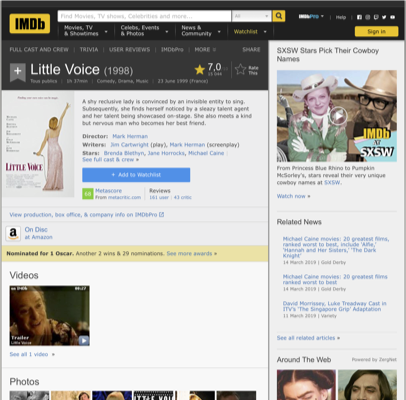 IMDb
Find Movies, TV shows, Celebrities and more...
All
IMDbPro
Help
Movies, TV & Showtimes
Celebs, Events & Photos
News & Community
Watchlist
Sign in
FULL CAST AND CREW | TRIVIA | USER REVIEWS | IMDbPro | MORE
SHARE
Little Voice (1998)
7,0
Rate This
1h 37min | Comedy, Drama, Music | 23 June 1999 (France)
LITTLE VOICE
A shy reclusive lady is convinced by an invisible entity to sing.
Subsequently, she finds herself noticed by a sleazy talent agent
and her talent being showcased on-stage. She also meets a kind
but nervous man who becomes her best friend.
Director: Mark Herman
Writers: Jim Cartwright (play), Mark Herman (screenplay)
Stars: Brenda Blethyn, Jane Horrocks, Michael Caine |
See full cast & crew »
+ Add to Watchlist
Metascore
From metacritic.com
Reviews
161 user | 43 critic
View production, box office, & company info on IMDbPro
a
On Disc
at Amazon
Nominated for 1 Oscar. Another 2 wins & 29 nominations. See more awards »
Videos
Trailer
Little Voice
See all 1 video »
Photos
SXSW Stars Pick Their Cowboy
Names
IMDb
at
SXSW
From Princess Blue Rhino to Pumpkin
McSorley's, stars reveal their very unique
cowboy names at SXSW.
Watch now »
Related News
Michael Caine movies: 20 greatest films
ranked worst to best, include 'Alfie,'
'Hannah and Her Sisters,' 'The Dark
Knight'
14 March 2019 | Gold Derby
Michael Caine movies: 20 greatest films
ranked worst to best
14 March 2019 | Gold Derby
David Morrissey, Luke Treadaway Cast in
ITV's 'The Singapore Grip' Adaptation
11 March 2019 | Variety
See all related articles »
Around The Web
Powered by ZergNet